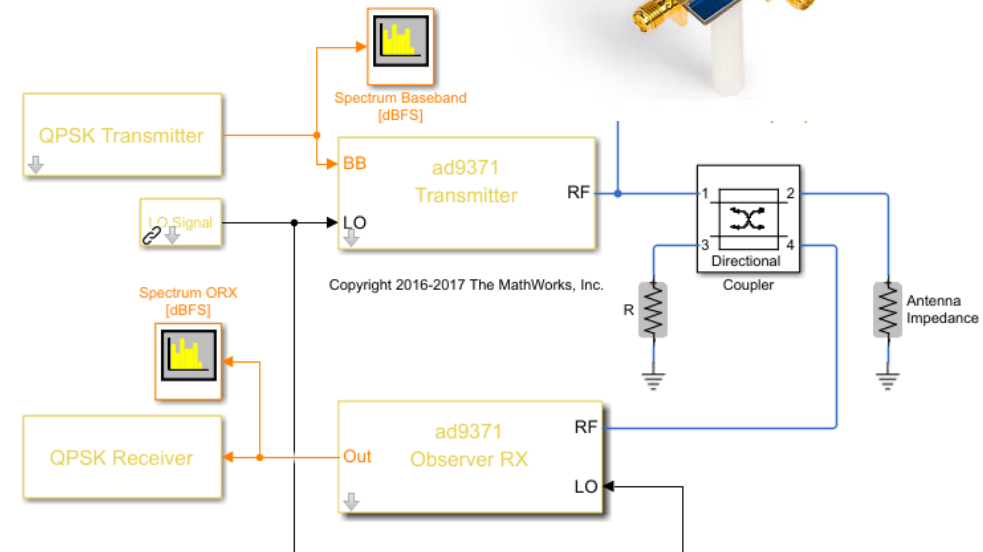 Spectrum Baseband
[dBFS]
QPSK Transmitter
BB
ad9371
Transmitter
RF
LO Signal
LO
1
2
3
4
Directional
Coupler
Copyright 2016-2017 The MathWorks, Inc.
Coupler
Spectrum ORX
[dBFS]
R
Antenna
Impedance
QPSK Receiver
Out
ad9371
Observer RX
RF
LO